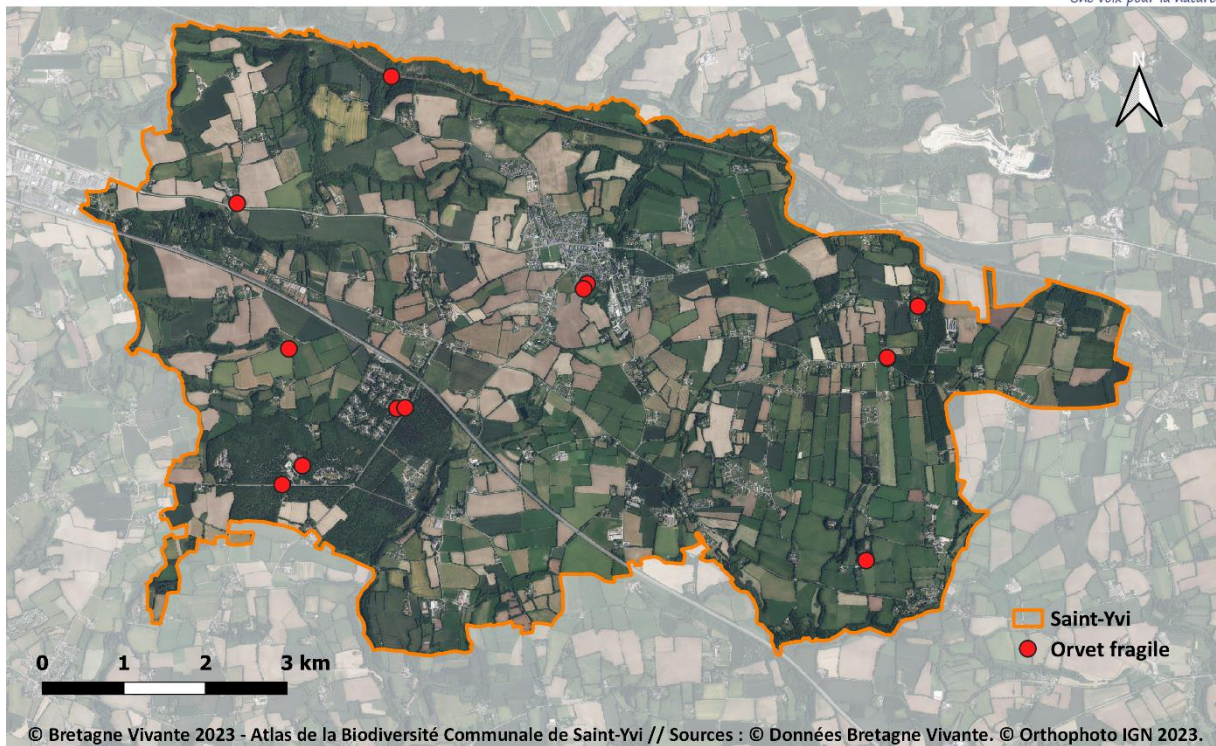 Une voix pour la nature
N
Saint-Yvi
Orvet fragile
0 1 2 3 km
© Bretagne Vivante 2023 - Atlas de la Biodiversité Communale de Saint-Yvi // Sources : © Données Bretagne Vivante. © Orthophoto IGN 2023.